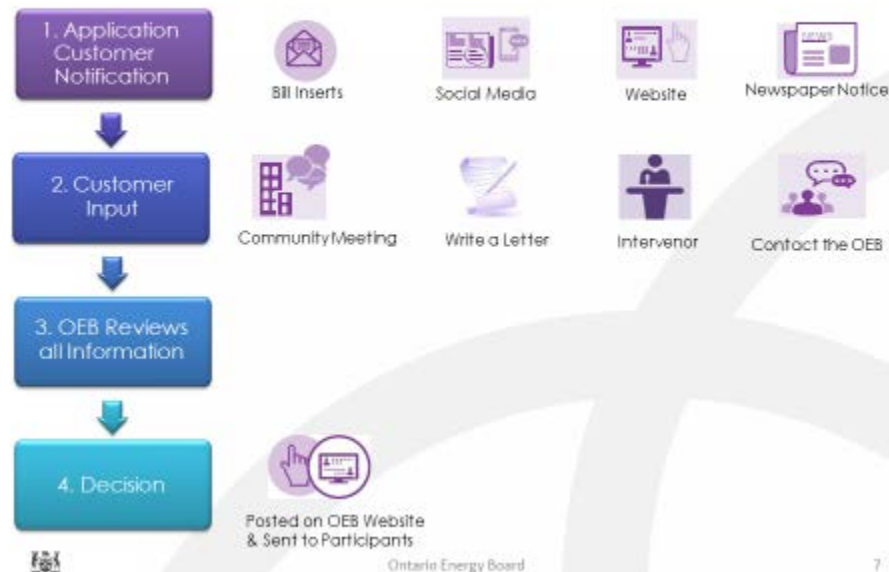 1. Application
Customer
Notification
Bill Inserts
Social Media
Website
Newspaper Notice
2. Customer
Input
Community Meeting
Write a Letter
Intervenor
Contact the OEB
3. OEB Reviews
all Information
4. Decision
Posted on OEB Website
& Sent to Participants
Ontario Energy Board
7
NEWS